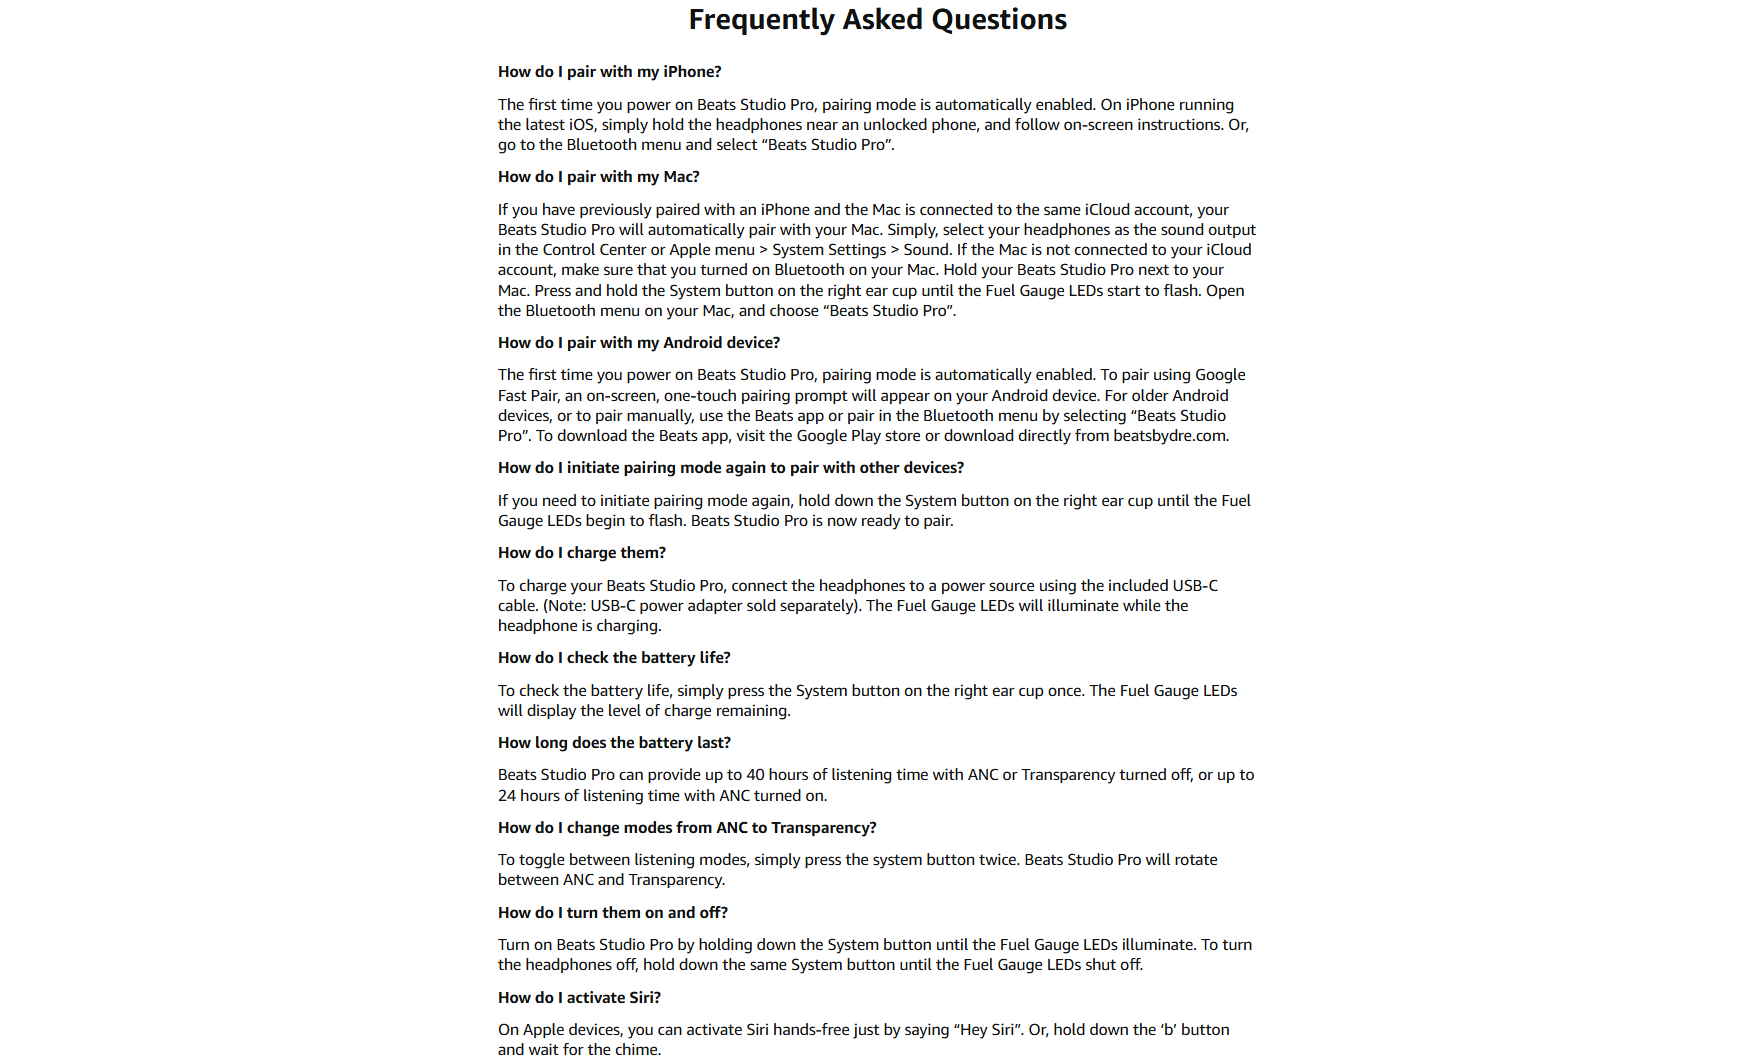 Frequently Asked Questions
How do I pair with my iPhone?
The first time you power on Beats Studio Pro, pairing mode is automatically enabled. On iPhone running
the latest iOS, simply hold the headphones near an unlocked phone, and follow on-screen instructions. Or,
go to the Bluetooth menu and select “Beats Studio Pro”.
How do I pair with my Mac?
If you have previously paired with an iPhone and the Mac is connected to the same iCloud account, your
Beats Studio Pro will automatically pair with your Mac. Simply, select your headphones as the sound output
in the Control Center or Apple menu > System Settings > Sound. If the Mac is not connected to your iCloud
account, make sure that you turned on Bluetooth on your Mac. Hold your Beats Studio Pro next to your
Mac. Press and hold the System button on the right ear cup until the Fuel Gauge LEDs start to flash. Open
the Bluetooth menu on your Mac, and choose “Beats Studio Pro”.
How do I pair with my Android device?
The first time you power on Beats Studio Pro, pairing mode is automatically enabled. To pair using Google
Fast Pair, an on-screen, one-touch pairing prompt will appear on your Android device. For older Android
devices, or to pair manually, use the Beats app or pair in the Bluetooth menu by selecting “Beats Studio
Pro”. To download the Beats app, visit the Google Play store or download directly from beatsbydre.com.
How do I initiate pairing mode again to pair with other devices?
If you need to initiate pairing mode again, hold down the System button on the right ear cup until the Fuel
Gauge LEDs begin to flash. Beats Studio Pro is now ready to pair.
How do I charge them?
To charge your Beats Studio Pro, connect the headphones to a power source using the included USB-C
cable. (Note: USB-C power adapter sold separately). The Fuel Gauge LEDs will illuminate while the
headphone is charging.
How do I check the battery life?
To check the battery life, simply press the System button on the right ear cup once. The Fuel Gauge LEDs
will display the level of charge remaining.
How long does the battery last?
Beats Studio Pro can provide up to 40 hours of listening time with ANC or Transparency turned off, or up to
24 hours of listening time with ANC turned on.
How do I change modes from ANC to Transparency?
To toggle between listening modes, simply press the system button twice. Beats Studio Pro will rotate
between ANC and Transparency.
How do I turn them on and off?
Turn on Beats Studio Pro by holding down the System button until the Fuel Gauge LEDs illuminate. To turn
the headphones off, hold down the same System button until the Fuel Gauge LEDs shut off.
How do I activate Siri?
On Apple devices, you can activate Siri hands-free just by saying “Hey Siri”. Or, hold down the ‘b’ button
and wait for the chime.